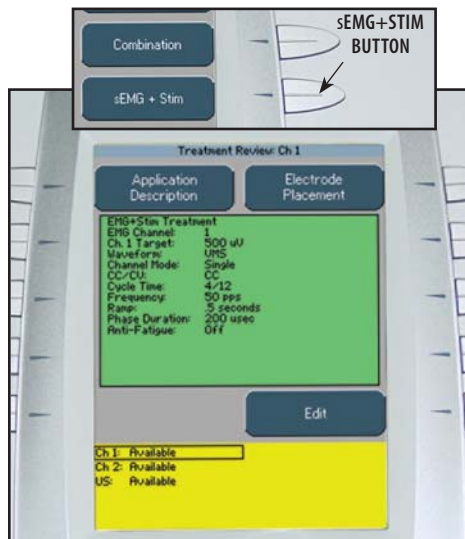 sEMG+STIM
BUTTON
Combination
sEMG + Stim
Treatment Review: Ch 1
Application
Description
Electrode
Placement
EMG+Stim Treatment
EMG Channel: 1
Ch. 1 Target: 500 uV
Waveform: VMS
Channel Mode: Single
CC/CV: CC
Cycle Time: 4/12
Frequency: 50 pps
Ramp: .5 seconds
Phase Duration: 200 usec
Anti-Fatigue: Off
Edit
Ch 1: Available
Ch 2: Available
US: Available